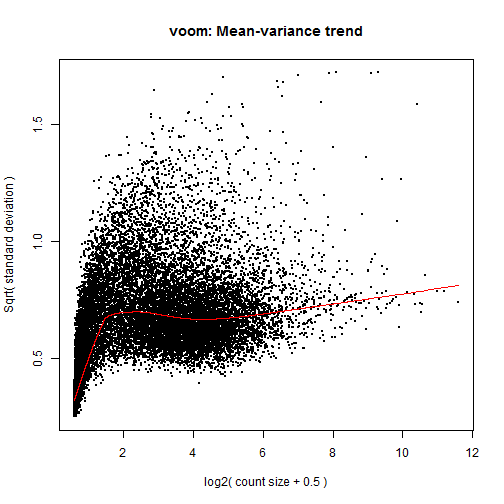 voom: Mean-variance trend
Sqrt( standard deviation )
1.5
1.0
0.5
2 4 6 8 10 12
log2( count size + 0.5 )